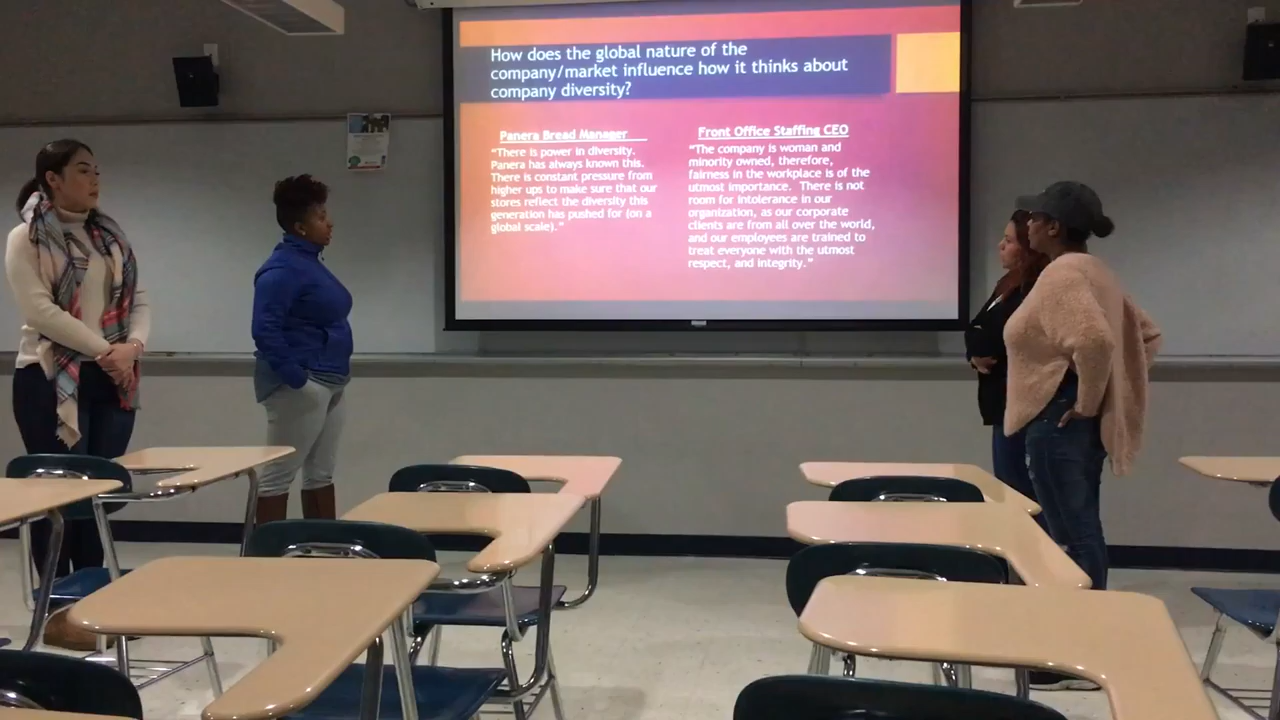 How does the global nature of the
company/market influence how it thinks about
company diversity?
Panera Bread Manager
“There is power in diversity.
Panera has always known this.
There is constant pressure from
higher ups to make sure that our
stores reflect the diversity this
generation has pushed for (on a
global scale).”
Front Office Staffing CEO
“The company is woman and
minority owned, therefore,
fairness in the workplace is of the
utmost importance. There is not
room for intolerance in our
organization, as our corporate
clients are from all over the world,
and our employees are trained to
treat everyone with the utmost
respect, and integrity.”